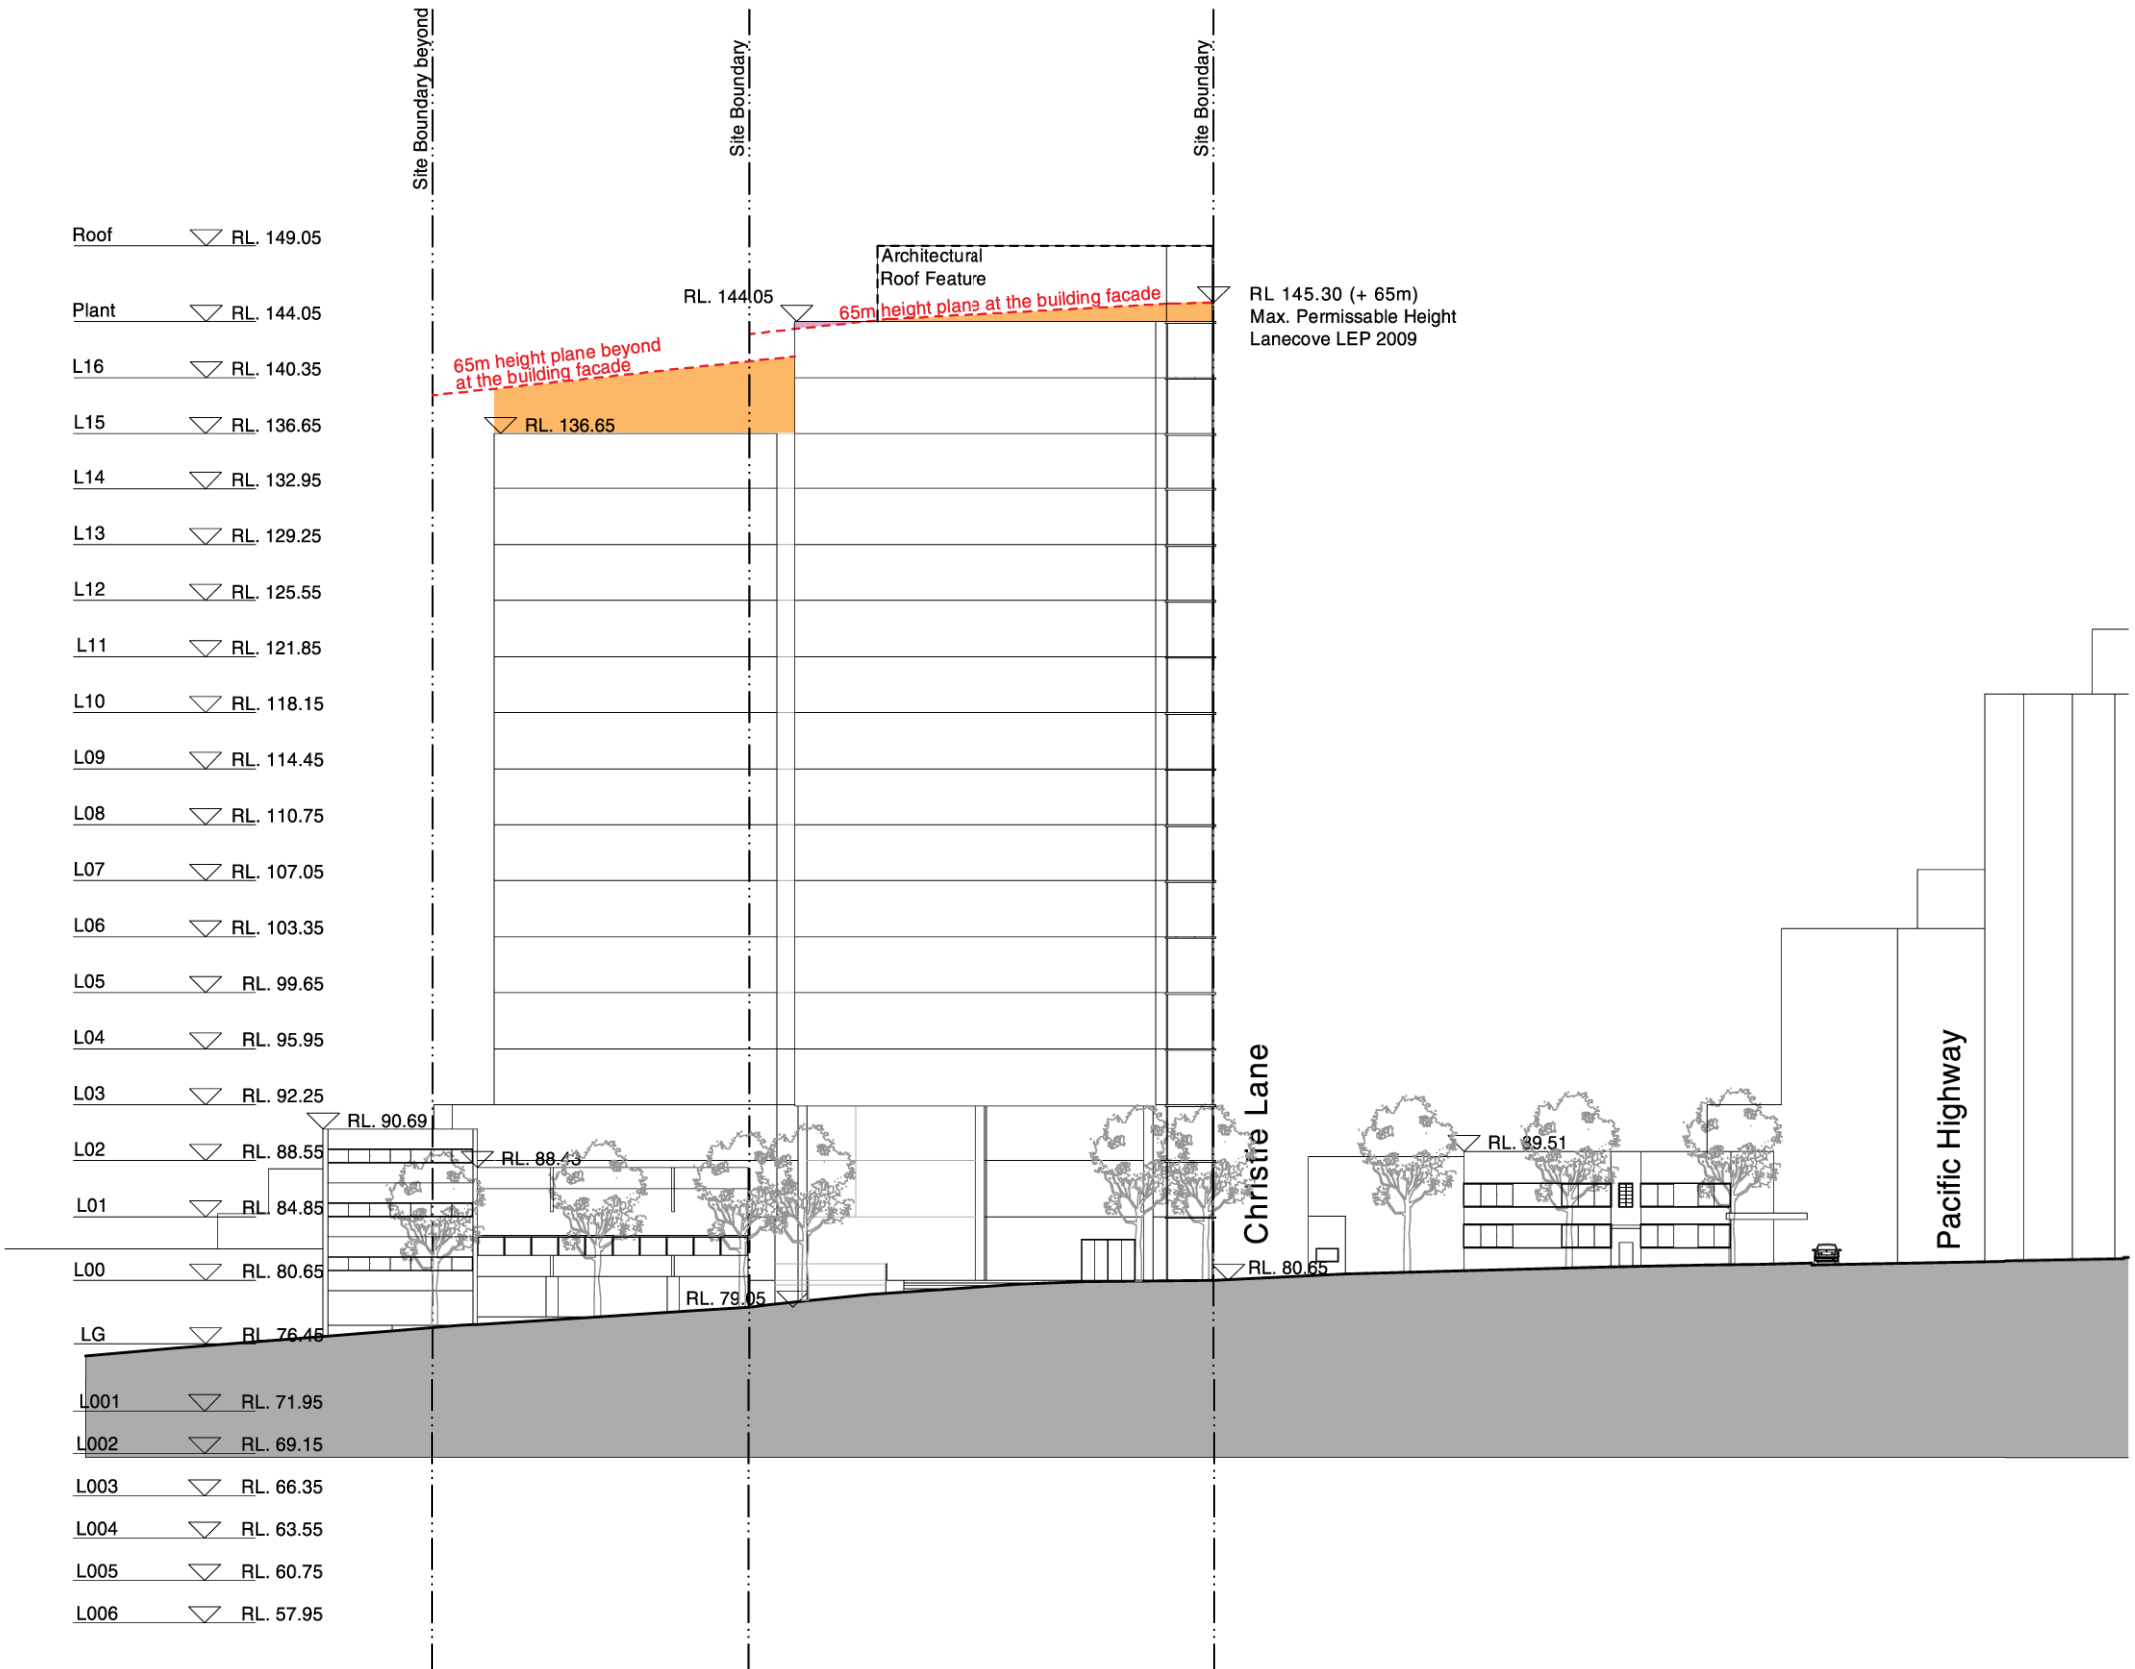 Site Boundary beyond
Site Boundary
Site Boundary
Roof RL. 149.05
Architectural
Roof Feature
RL. 144.05
RL 145.30 (+ 65m)
Max. Permissable Height
Lanecove LEP 2009
Plant RL. 144.05
65m height plane at the building facade
65m height plane beyond
at the building facade
L16 RL. 140.35
L15 RL. 136.65
RL. 136.65
L14 RL. 132.95
L13 RL. 129.25
L12 RL. 125.55
L11 RL. 121.85
L10 RL. 118.15
L09 RL. 114.45
L08 RL. 110.75
L07 RL. 107.05
L06 RL. 103.35
L05 RL. 99.65
L04 RL. 95.95
L03 RL. 92.25
RL. 90.69
L02 RL. 88.55
RL. 88.43
RL. 89.51
L01 RL. 84.85
Christie Lane
Pacific Highway
L00 RL. 80.65
RL. 80.65
RL. 79.05
LG RL. 76.45
L001 RL. 71.95
L002 RL. 69.15
L003 RL. 66.35
L004 RL. 63.55
L005 RL. 60.75
L006 RL. 57.95